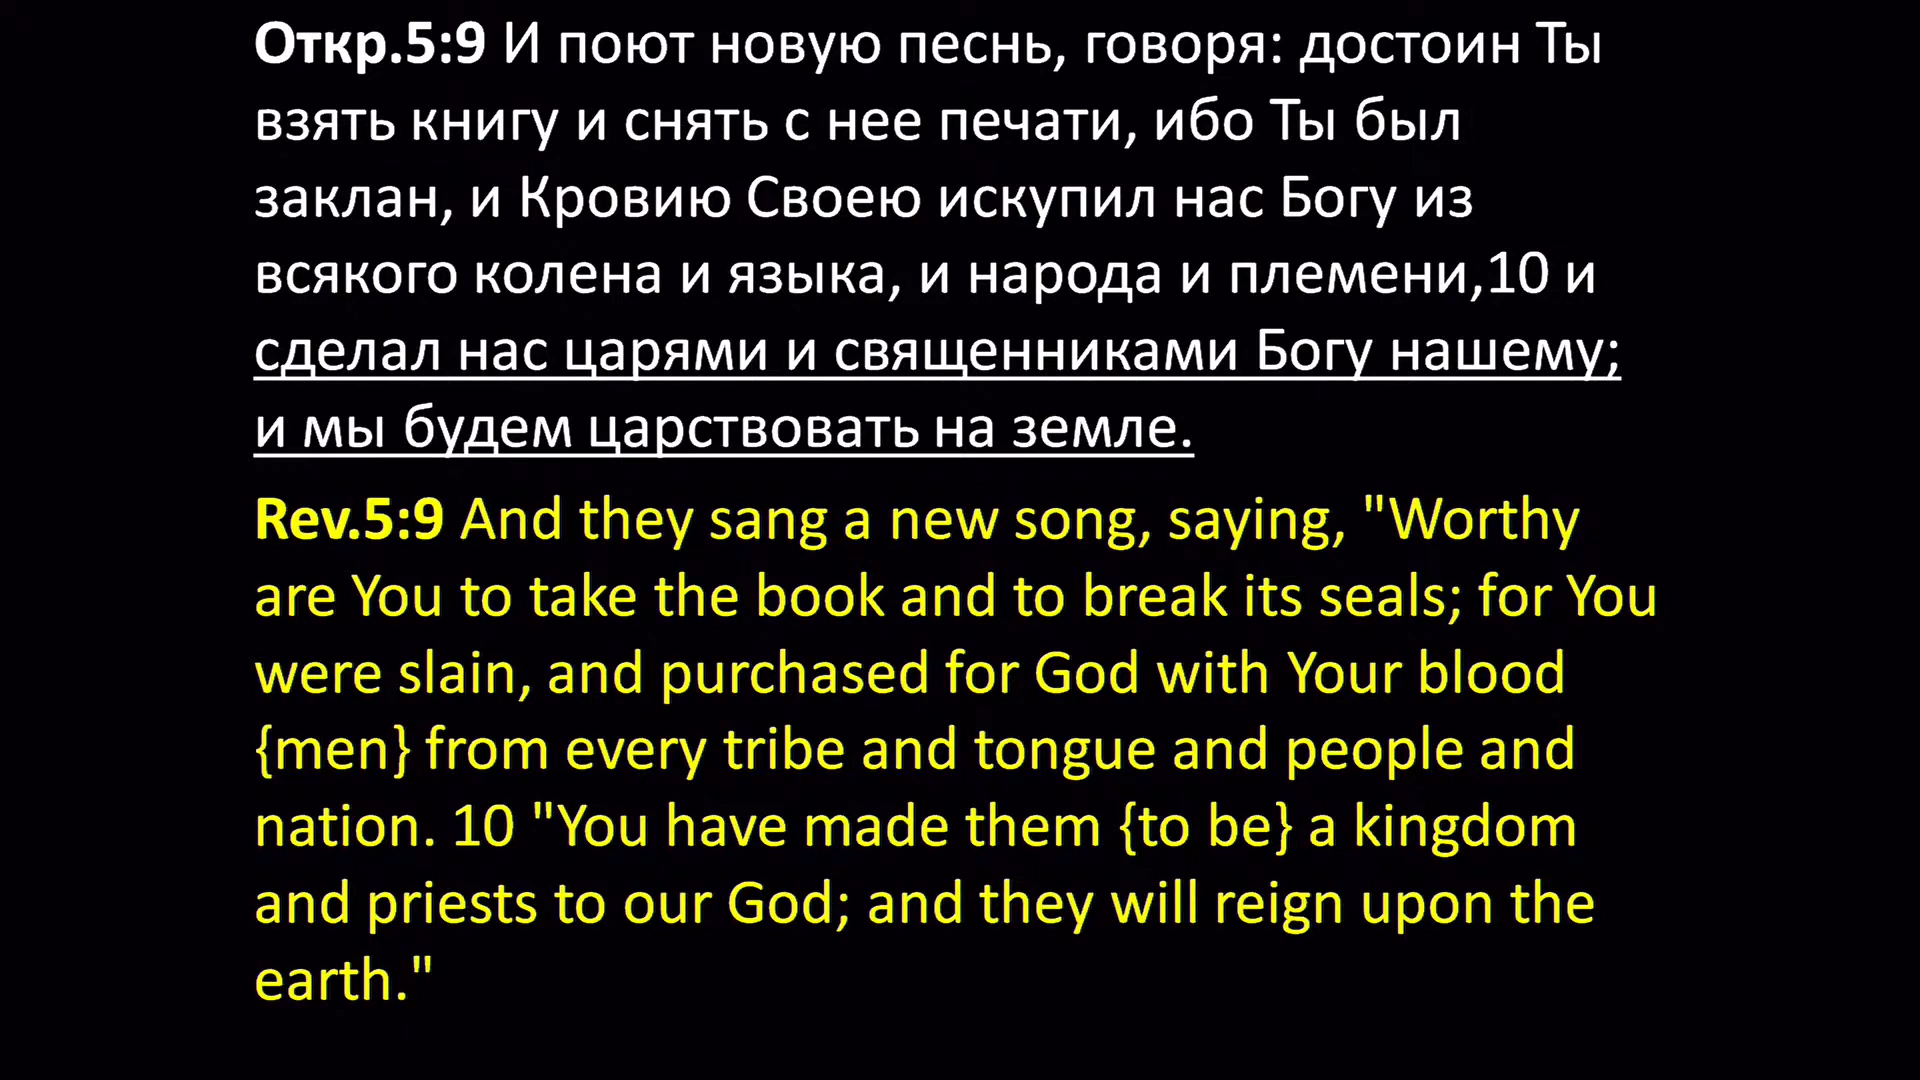 Откр.5:9 И поют новую песнь, говоря: достоин Ты
взять книгу и снять с нее печати, ибо Ты был
заклан, и Кровию Своею искупил нас Богу из
всякого колена и языка, и народа и племени,10 и
сделал нас царями и священниками Богу нашему;
и мы будем царствовать на земле.
Rev.5:9 And they sang a new song, saying, "Worthy
are You to take the book and to break its seals; for You
were slain, and purchased for God with Your blood
{men} from every tribe and tongue and people and
nation. 10 "You have made them {to be} a kingdom
and priests to our God; and they will reign upon the
earth."